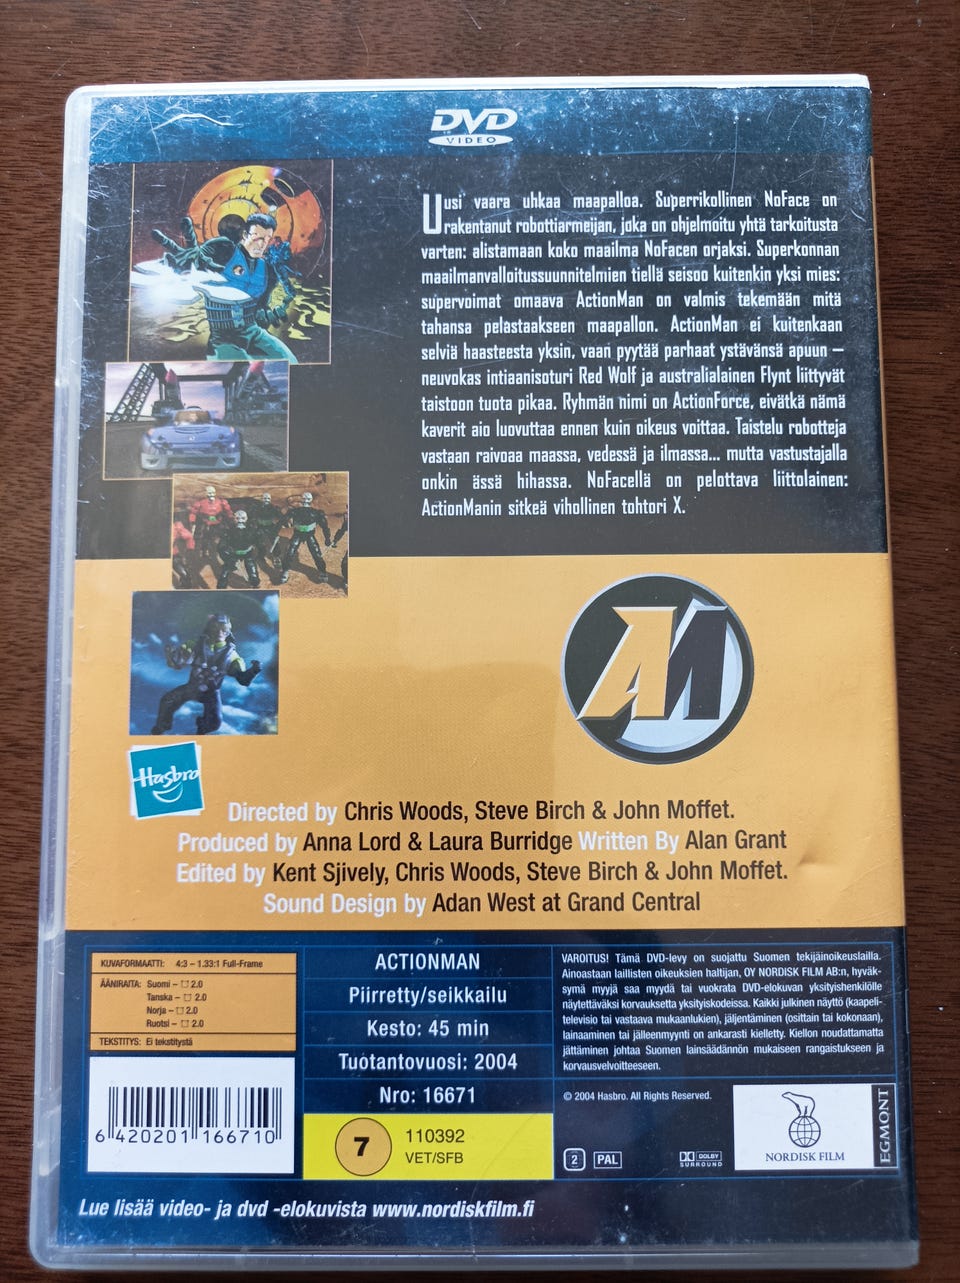 DVD
VIDEO
Uusi vaara uhkaa maapalloa. Superrikollinen NoFace on
rakentanut robottiarmeijan, joka on ohjelmoitu yhtä tarkoitusta
varten: alistamaan koko maailma NoFacen orjaksi. Superkonnan
maailmanvalloitussuunnitelmien tiellä seisoo kuitenkin yksi mies:
supervoimat omaava ActionMan on valmis tekemään mitä
tahansa pelastaakseen maapallon. ActionMan ei kuitenkaan
selviä haasteesta yksin, vaan pyytää parhaat ystävänsä apuun –
neuvokas intiaanisoturi Red Wolf ja australialainen Flynt liittyvät
taistoon tuota pikaa. Ryhmän nimi on ActionForce, eivätkä nämä
kaverit aio luovuttaa ennen kuin oikeus voittaa. Taistelu robotteja
vastaan raivoaa maassa, vedessä ja ilmassa... mutta vastustajalla
onkin ässä hihassa. NoFacellä on pelottava liittolainen:
ActionManin sitkeä vihollinen tohtori X.
AM
Hasbro
Directed by Chris Woods, Steve Birch & John Moffet.
Produced by Anna Lord & Laura Burridge Written By Alan Grant
Edited by Kent Sjively, Chris Woods, Steve Birch & John Moffet.
Sound Design by Adan West at Grand Central
KUVAFORMAATTI: 4:3 – 1.33:1 Full-Frame
ÄÄNIRAITA: Suomi – 2.0
Tanska – 2.0
Norja – 2.0
Ruotsi – 2.0
TEKSTITYS: Ei tekstitystä
6 420201 166710
ACTIONMAN
Piirretty/seikkailu
Kesto: 45 min
Tuotantovuosi: 2004
Nro: 16671
7
110392
VET/SFB
VAROITUS! Tämä DVD-levy on suojattu Suomen tekijäinoikeuslailla.
Ainoastaan laillisten oikeuksien haltijan, OY NORDISK FILM AB:n, hyväk-
symä myyjä saa myydä tai vuokrata DVD-elokuvan yksityishenkilölle
näytettäväksi korvauksetta yksityiskodeissa. Kaikki julkinen näyttö (kaapeli-
televisio tai vastaava mukaanlukien), jäljentäminen (osittain tai kokonaan),
lainaaminen tai jälleenmyynti on ankarasti kielletty. Kiellon noudattamatta
jättäminen johtaa Suomen lainsäädännön mukaiseen rangaistukseen ja
korvausvelvoitteeseen.
© 2004 Hasbro. All Rights Reserved.
2 PAL
DOLBY
SURROUND
NORDISK FILM
EGMONT
Lue lisää video- ja dvd -elokuvista www.nordiskfilm.fi